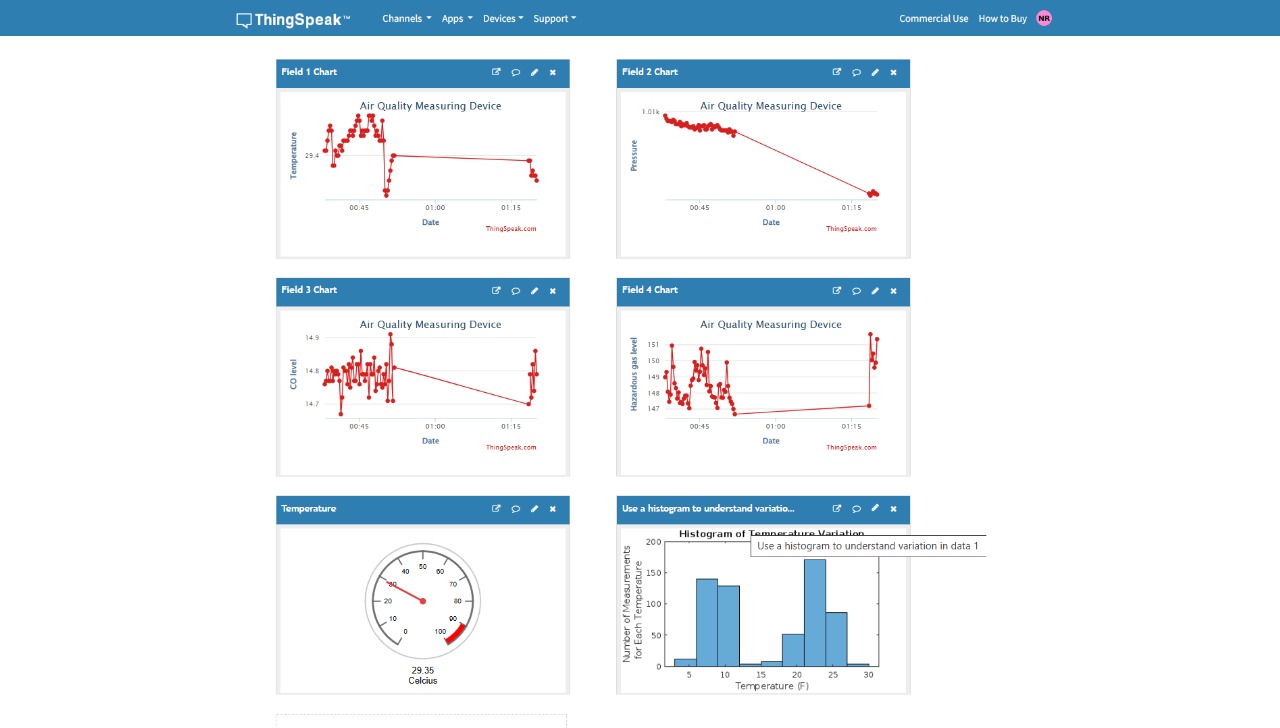 ThingSpeak™ Channels Apps Devices Support Commercial Use How to Buy NR
Field 1 Chart
Air Quality Measuring Device
Temperature
29.4
00:45 01:00 01:15
Date
ThingSpeak.com
Field 2 Chart
Air Quality Measuring Device
Pressure
1.01k
00:45 01:00 01:15
Date
ThingSpeak.com
Field 3 Chart
Air Quality Measuring Device
CO level
14.9
14.8
14.7
00:45 01:00 01:15
Date
ThingSpeak.com
Field 4 Chart
Air Quality Measuring Device
Hazardous gas level
151
150
149
148
147
00:45 01:00 01:15
Date
ThingSpeak.com
Temperature
0
10
20
30
40
50
60
70
80
90
100
29.35
Celcius
Use a histogram to understand variatio...
Histogram of Temperature Variation
Use a histogram to understand variation in data 1
Number of Measurements
for Each Temperature
200
150
100
50
0
5 10 15 20 25 30
Temperature (F)